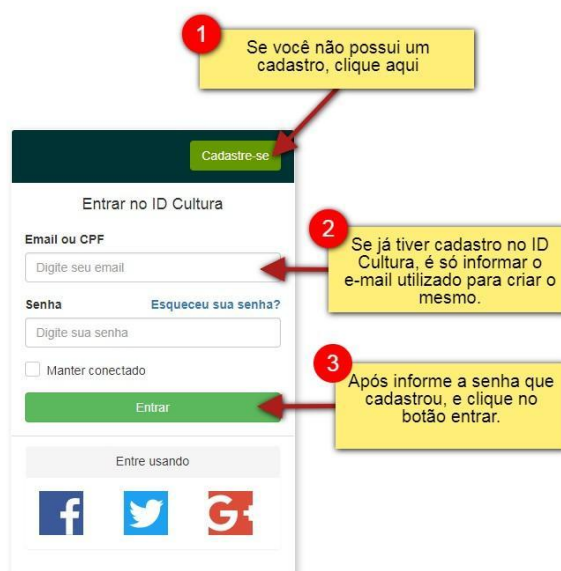 1
Se você não possui um
cadastro, clique aqui
Cadastre-se
Entrar no ID Cultura
Email ou CPF
Digite seu email
2
Se já tiver cadastro no ID
Cultura, é só informar o
e-mail utilizado para criar o
mesmo.
Senha Esqueceu sua senha?
Digite sua senha
Manter conectado
3
Após informe a senha que
cadastrou, e clique no
botão entrar.
Entrar
Entre usando
f
G+